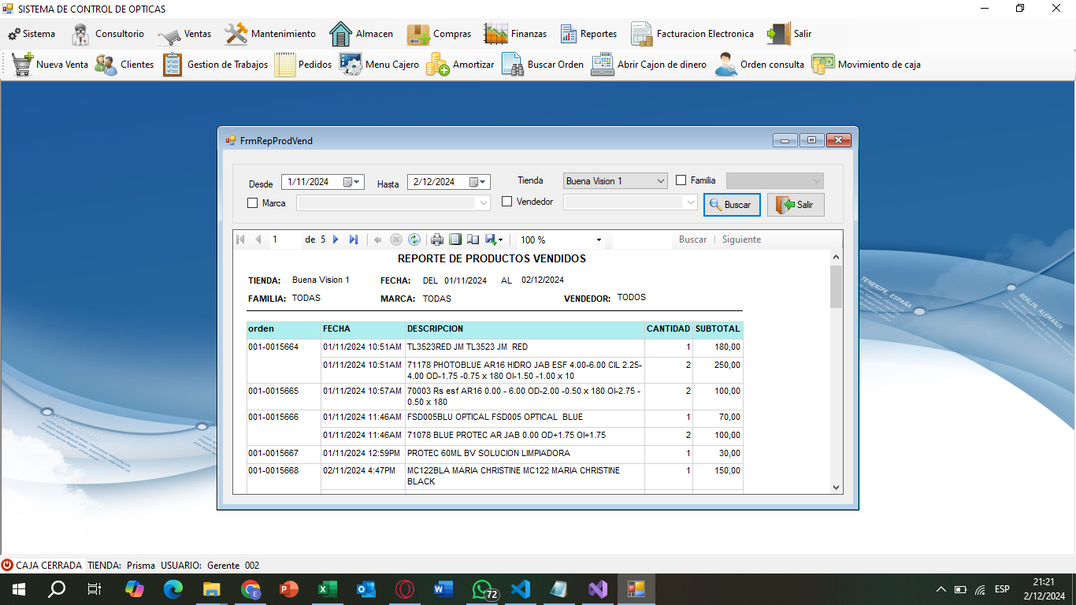 SISTEMA DE CONTROL DE OPTICAS
Sistema Consultorio Ventas Mantenimiento Almacen Compras Finanzas Reportes Facturacion Electronica Salir
Nueva Venta Clientes Gestion de Trabajos Pedidos Menu Cajero Amortizar Buscar Orden Abrir Cajon de dinero Orden consulta Movimiento de caja
FrmRepProdVend
Desde 1/11/2024 Hasta 2/12/2024 Tienda Buena Vision 1 Familia
Marca Vendedor Buscar Salir
1 de 5 100 % Buscar Siguiente
REPORTE DE PRODUCTOS VENDIDOS
TIENDA: Buena Vision 1 FECHA: DEL 01/11/2024 AL 02/12/2024
FAMILIA: TODAS MARCA: TODAS VENDEDOR: TODOS
orden FECHA DESCRIPCION CANTIDAD SUBTOTAL
001-0015664 01/11/2024 10:51AM TL3523RED JM TL3523 JM RED 1 180,00
01/11/2024 10:51AM 71178 PHOTOBLUE AR16 HIDRO JAB ESF 4.00-6.00 CIL 2.25- 2 250,00
4.00 OD-1.75 -0.75 x 180 OI-1.50 -1.00 x 10
001-0015665 01/11/2024 10:57AM 70003 Rs esf AR16 0.00 - 6.00 OD-2.00 -0.50 x 180 OI-2.75 - 2 100,00
0.50 x 180
001-0015666 01/11/2024 11:46AM FSD005BLU OPTICAL FSD005 OPTICAL BLUE 1 70,00
01/11/2024 11:46AM 71078 BLUE PROTEC AR JAB 0.00 OD+1.75 OI+1.75 2 100,00
001-0015667 01/11/2024 12:59PM PROTEC 60ML BV SOLUCION LIMPIADORA 1 30,00
001-0015668 02/11/2024 4:47PM MC122BLA MARIA CHRISTINE MC122 MARIA CHRISTINE 1 150,00
BLACK
TENERIFE, ESPAÑA
BERLIN, ALEMANIA
CAJA CERRADA TIENDA: Prisma USUARIO: Gerente 002
72
ESP
21:21
2/12/2024